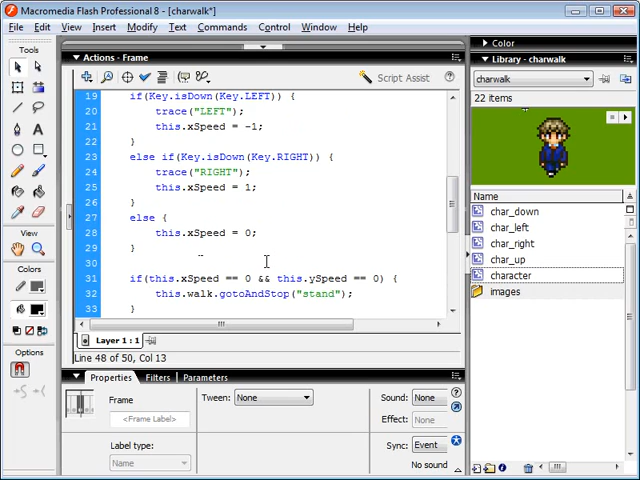 Macromedia Flash Professional 8 - [charwalk*]
File Edit View Insert Modify Text Commands Control Window Help
Tools
View
Colors
Options
Actions - Frame
Script Assist
19 if(Key.isDown(Key.LEFT)) {
20 trace("LEFT");
21 this.xSpeed = -1;
22 }
23 else if(Key.isDown(Key.RIGHT)) {
24 trace("RIGHT");
25 this.xSpeed = 1;
26 }
27 else {
28 this.xSpeed = 0;
29 }
30
31 if(this.xSpeed == 0 && this.ySpeed == 0) {
32 this.walk.gotoAndStop("stand");
33 }
Layer 1 : 1
Line 48 of 50, Col 13
Properties Filters Parameters
Frame
<Frame Label>
Label type:
Name
Tween: None
Sound: None
Effect: None
Sync: Event
No sound
Color
Library - charwalk
charwalk
22 items
Name
char_down
char_left
char_right
char_up
character
images